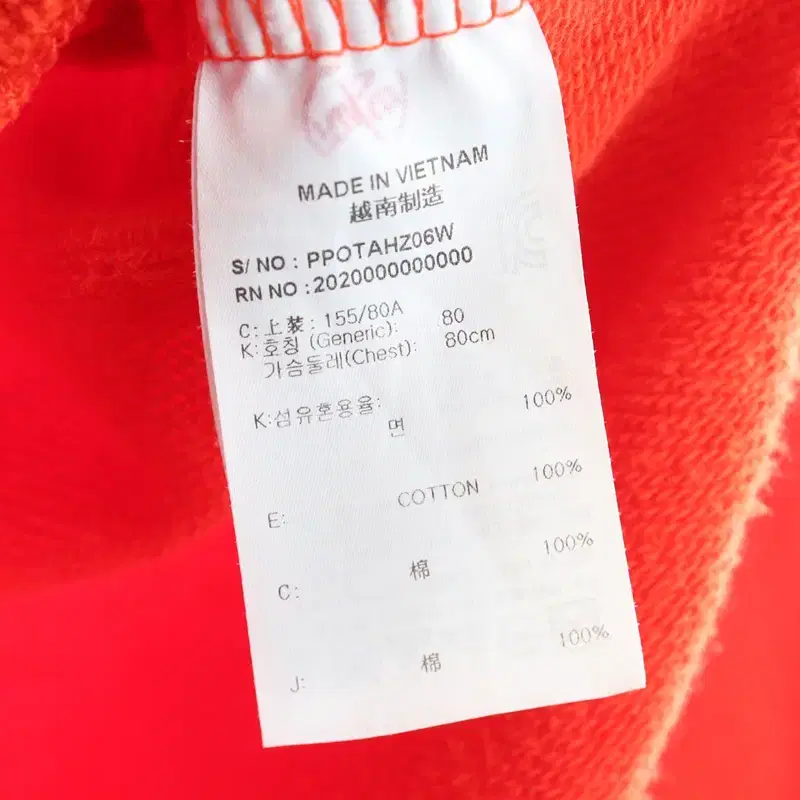 MADE IN VIETNAM
越南制造
S/ NO : PPOTAHZ06W
RN NO : 2020000000000
C: 上装 : 155/80A
K: 호칭 (Generic): 80
가슴둘레(Chest): 80cm
K:섬유혼용율:
면 100%
E: COTTON 100%
C: 棉 100%
J: 棉 100%